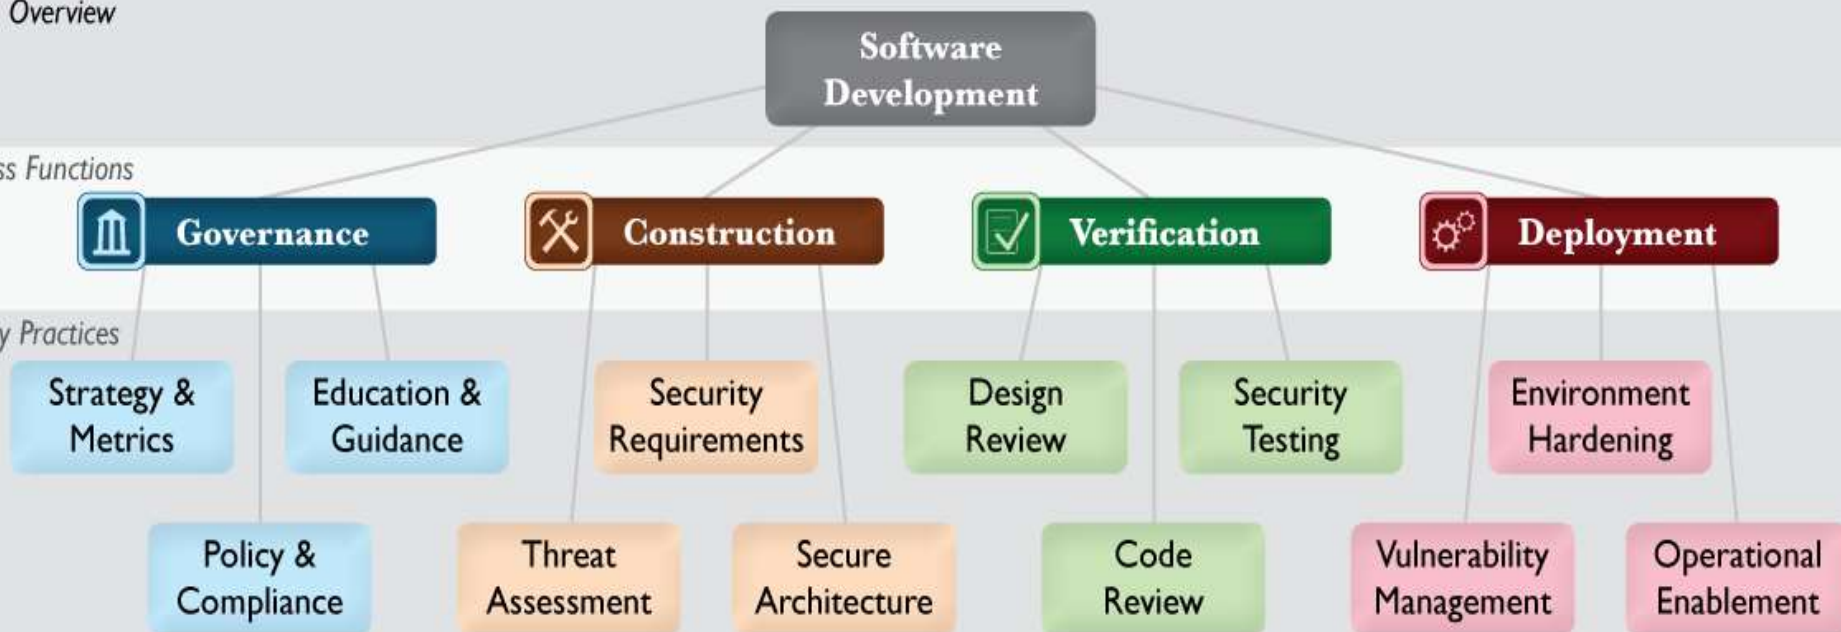 Overview
Software
Development
ss Functions
Governance
Construction
Verification
Deployment
y Practices
Strategy &
Metrics
Education &
Guidance
Security
Requirements
Design
Review
Security
Testing
Environment
Hardening
Policy &
Compliance
Threat
Assessment
Secure
Architecture
Code
Review
Vulnerability
Management
Operational
Enablement